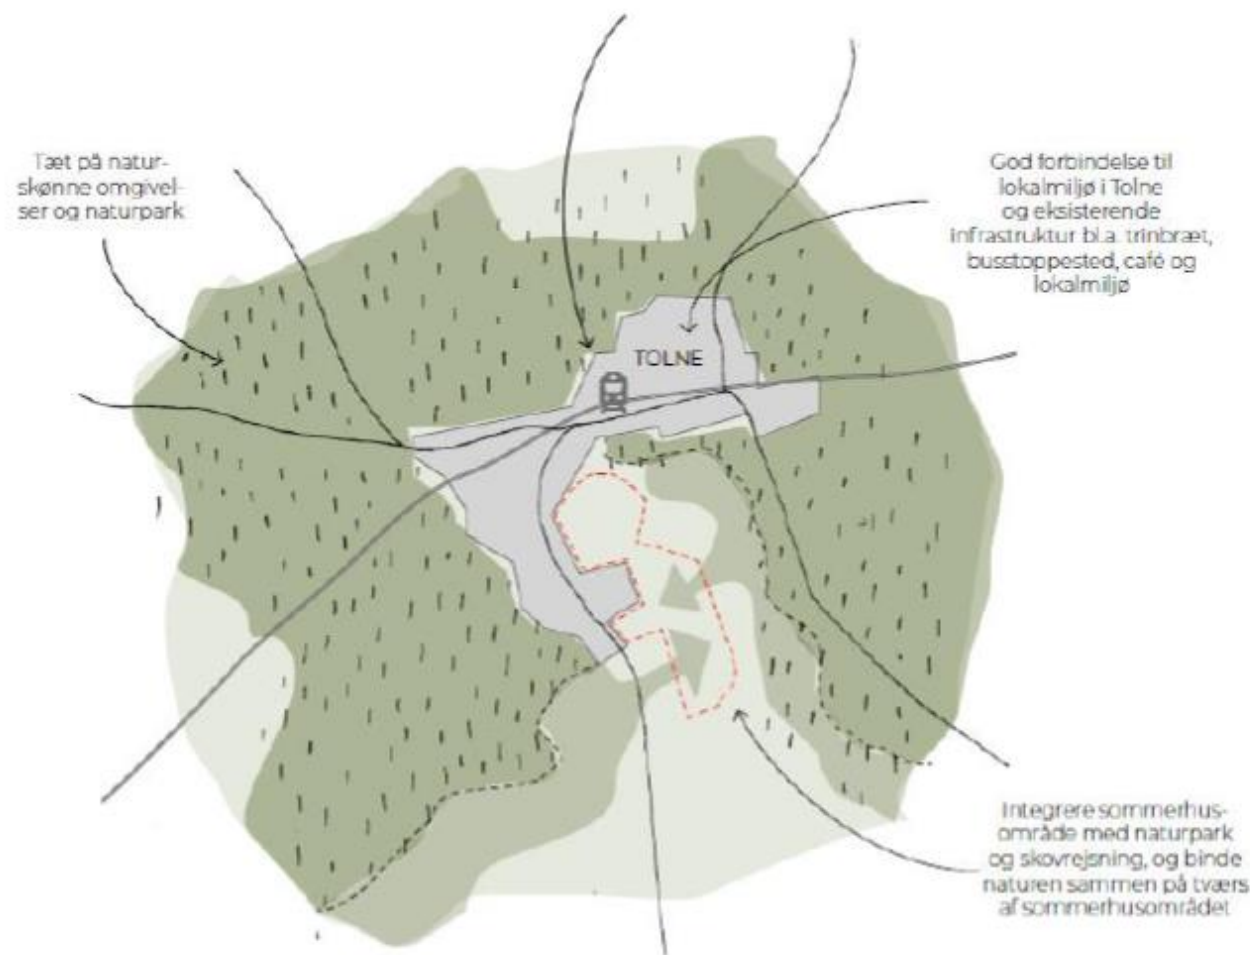 Tæt på natur-
skønne omgivel-
ser og naturpark
God forbindelse til
lokalmiljø i Tolne
og eksisterende
infrastruktur bl.a. trinbræt,
busstoppested, café og
lokalmiljø
TOLNE
Integrere sommerhus-
område med naturpark
og skovrejsning, og binde
naturen sammen på tværs
af sommerhusområdet